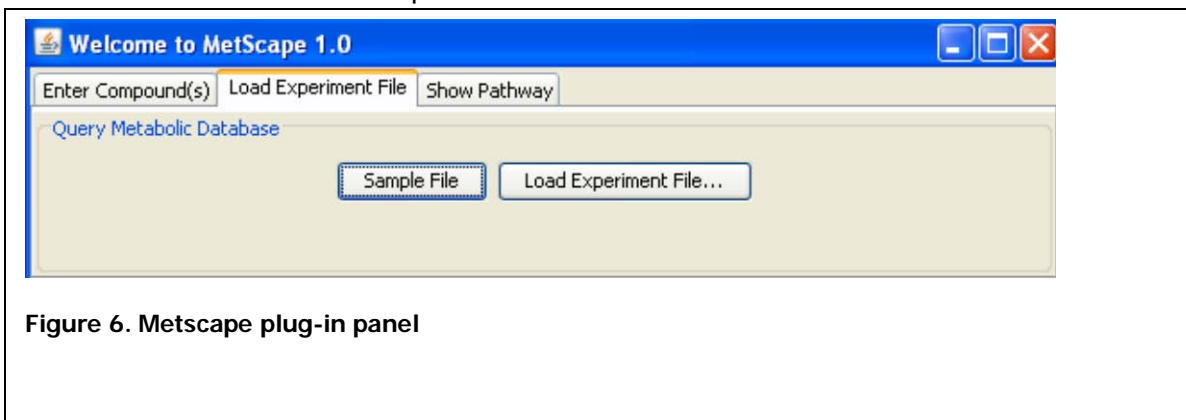 Welcome to MetScape 1.0
Enter Compound(s) Load Experiment File Show Pathway
Query Metabolic Database
Sample File Load Experiment File...
Figure 6. Metscape plug-in panel